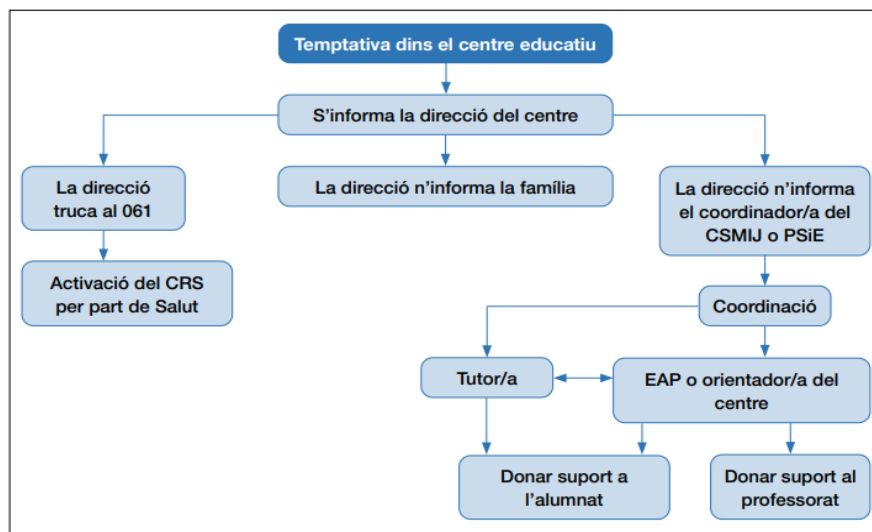 Temptativa dins el centre educatiu
S'informa la direcció del centre
La direcció
truca al 061
La direcció n'informa la família
La direcció n'informa
el coordinador/a del
CSMIJ o PSiE
Activació del CRS
per part de Salut
Coordinació
Tutor/a
EAP o orientador/a del
centre
Donar suport a
l'alumnat
Donar suport al
professorat